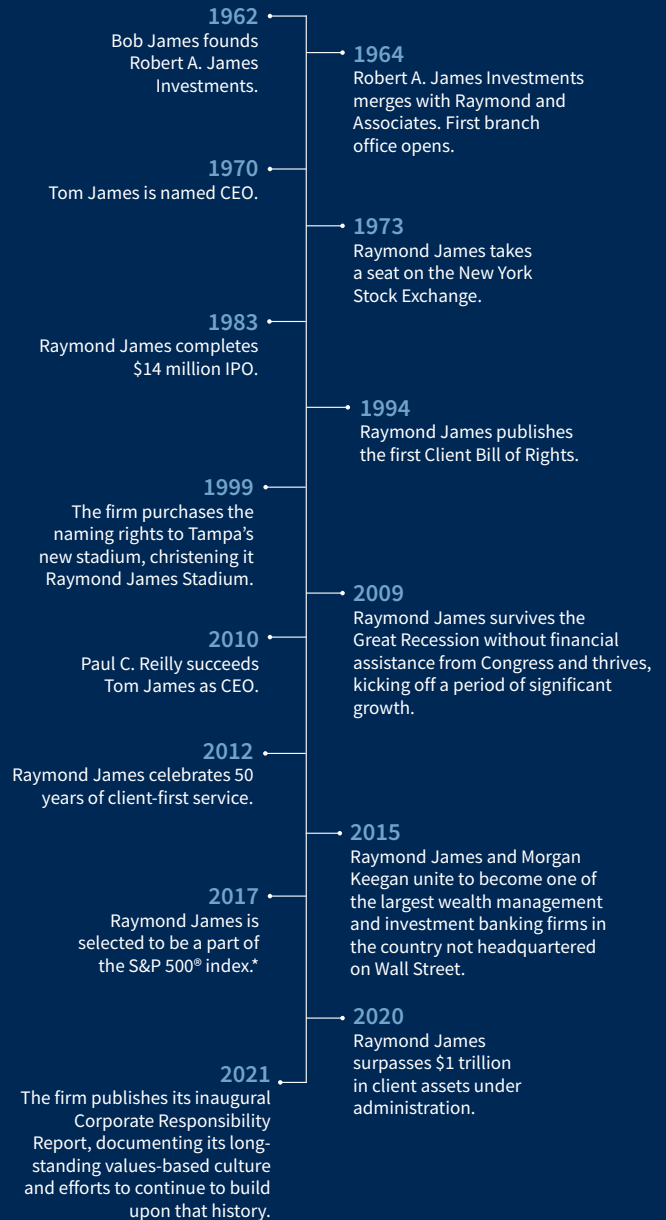 1962
Bob James founds
Robert A. James
Investments.
1964
Robert A. James Investments
merges with Raymond and
Associates. First branch
office opens.
1970
Tom James is named CEO.
1973
Raymond James takes
a seat on the New York
Stock Exchange.
1983
Raymond James completes
$14 million IPO.
1994
Raymond James publishes
the first Client Bill of Rights.
1999
The firm purchases the
naming rights to Tampa’s
new stadium, christening it
Raymond James Stadium.
2009
Raymond James survives the
Great Recession without financial
assistance from Congress and thrives,
kicking off a period of significant
growth.
2010
Paul C. Reilly succeeds
Tom James as CEO.
2012
Raymond James celebrates 50
years of client-first service.
2015
Raymond James and Morgan
Keegan unite to become one of
the largest wealth management
and investment banking firms in
the country not headquartered
on Wall Street.
2017
Raymond James is
selected to be a part of
the S&P 500® index.*
2020
Raymond James
surpasses $1 trillion
in client assets under
administration.
2021
The firm publishes its inaugural
Corporate Responsibility
Report, documenting its long-
standing values-based culture
and efforts to continue to build
upon that history.